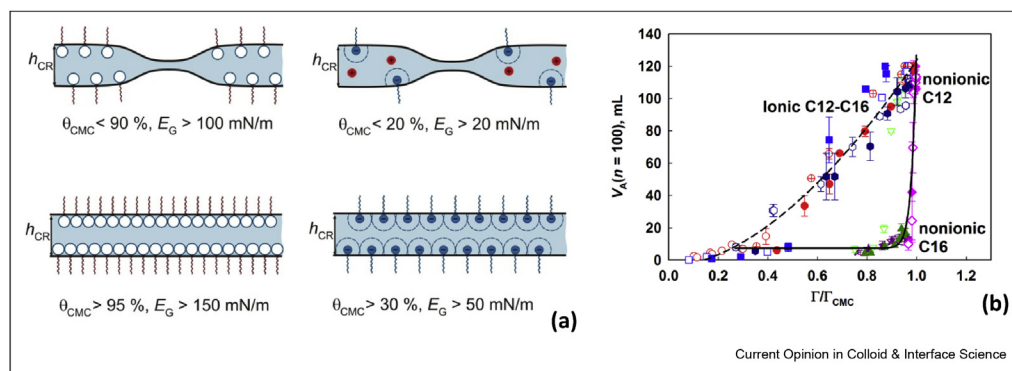 h_CR
θ_CMC < 90 %, E_G > 100 mN/m
θ_CMC < 20 %, E_G > 20 mN/m
h_CR
h_CR
θ_CMC > 95 %, E_G > 150 mN/m
θ_CMC > 30 %, E_G > 50 mN/m
(a)
V_A(n = 100), mL
140
120
100
80
60
40
20
0
0.0 0.2 0.4 0.6 0.8 1.0 1.2
Γ/Γ_CMC
Ionic C12-C16
nonionic
C12
nonionic
C16
(b)
Current Opinion in Colloid & Interface Science